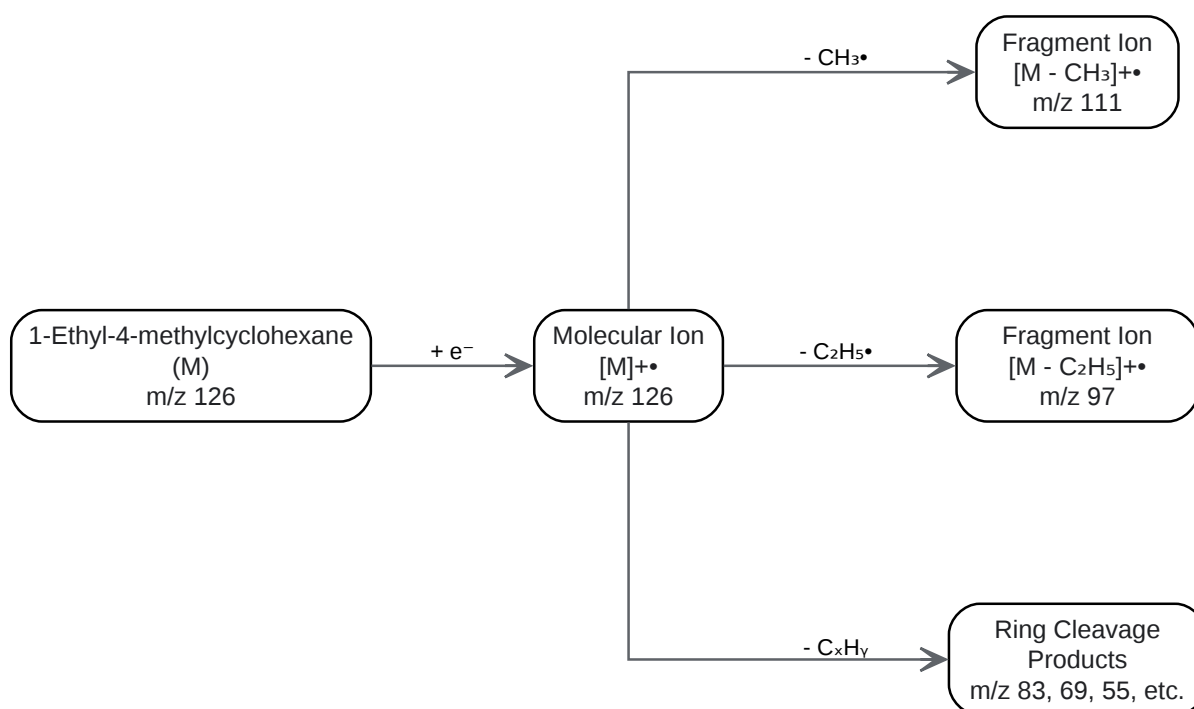 - CH₃•
Fragment Ion
[M - CH₃]+•
m/z 111
1-Ethyl-4-methylcyclohexane
(M)
m/z 126
+ e⁻
Molecular Ion
[M]+•
m/z 126
- C₂H₅•
Fragment Ion
[M - C₂H₅]+•
m/z 97
- CₓHᵧ
Ring Cleavage
Products
m/z 83, 69, 55, etc.